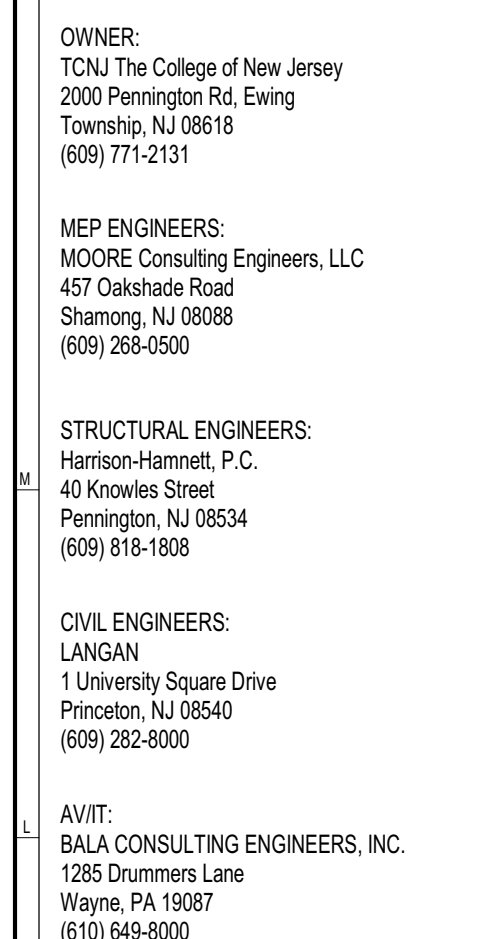 OWNER:
TCNJ The College of New Jersey
2000 Pennington Rd, Ewing
Township, NJ 08618
(609) 771-2131
MEP ENGINEERS:
MOORE Consulting Engineers, LLC
457 Oakshade Road
Shamong, NJ 08088
(609) 268-0500
STRUCTURAL ENGINEERS:
Harrison-Hamnett, P.C.
M
40 Knowles Street
Pennington, NJ 08534
(609) 818-1808
CIVIL ENGINEERS:
LANGAN
1 University Square Drive
Princeton, NJ 08540
(609) 282-8000
AV/IT:
L
BALA CONSULTING ENGINEERS, INC.
1285 Drummers Lane
Wayne, PA 19087
(610) 649-8000